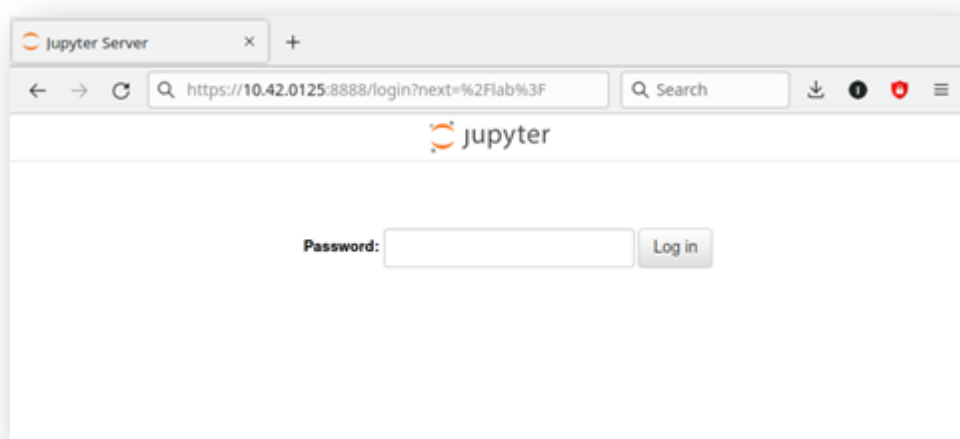 Jupyter Server
https://10.42.0125:8888/login?next=%2Flab%3F
Search
jupyter
Password:
Log in